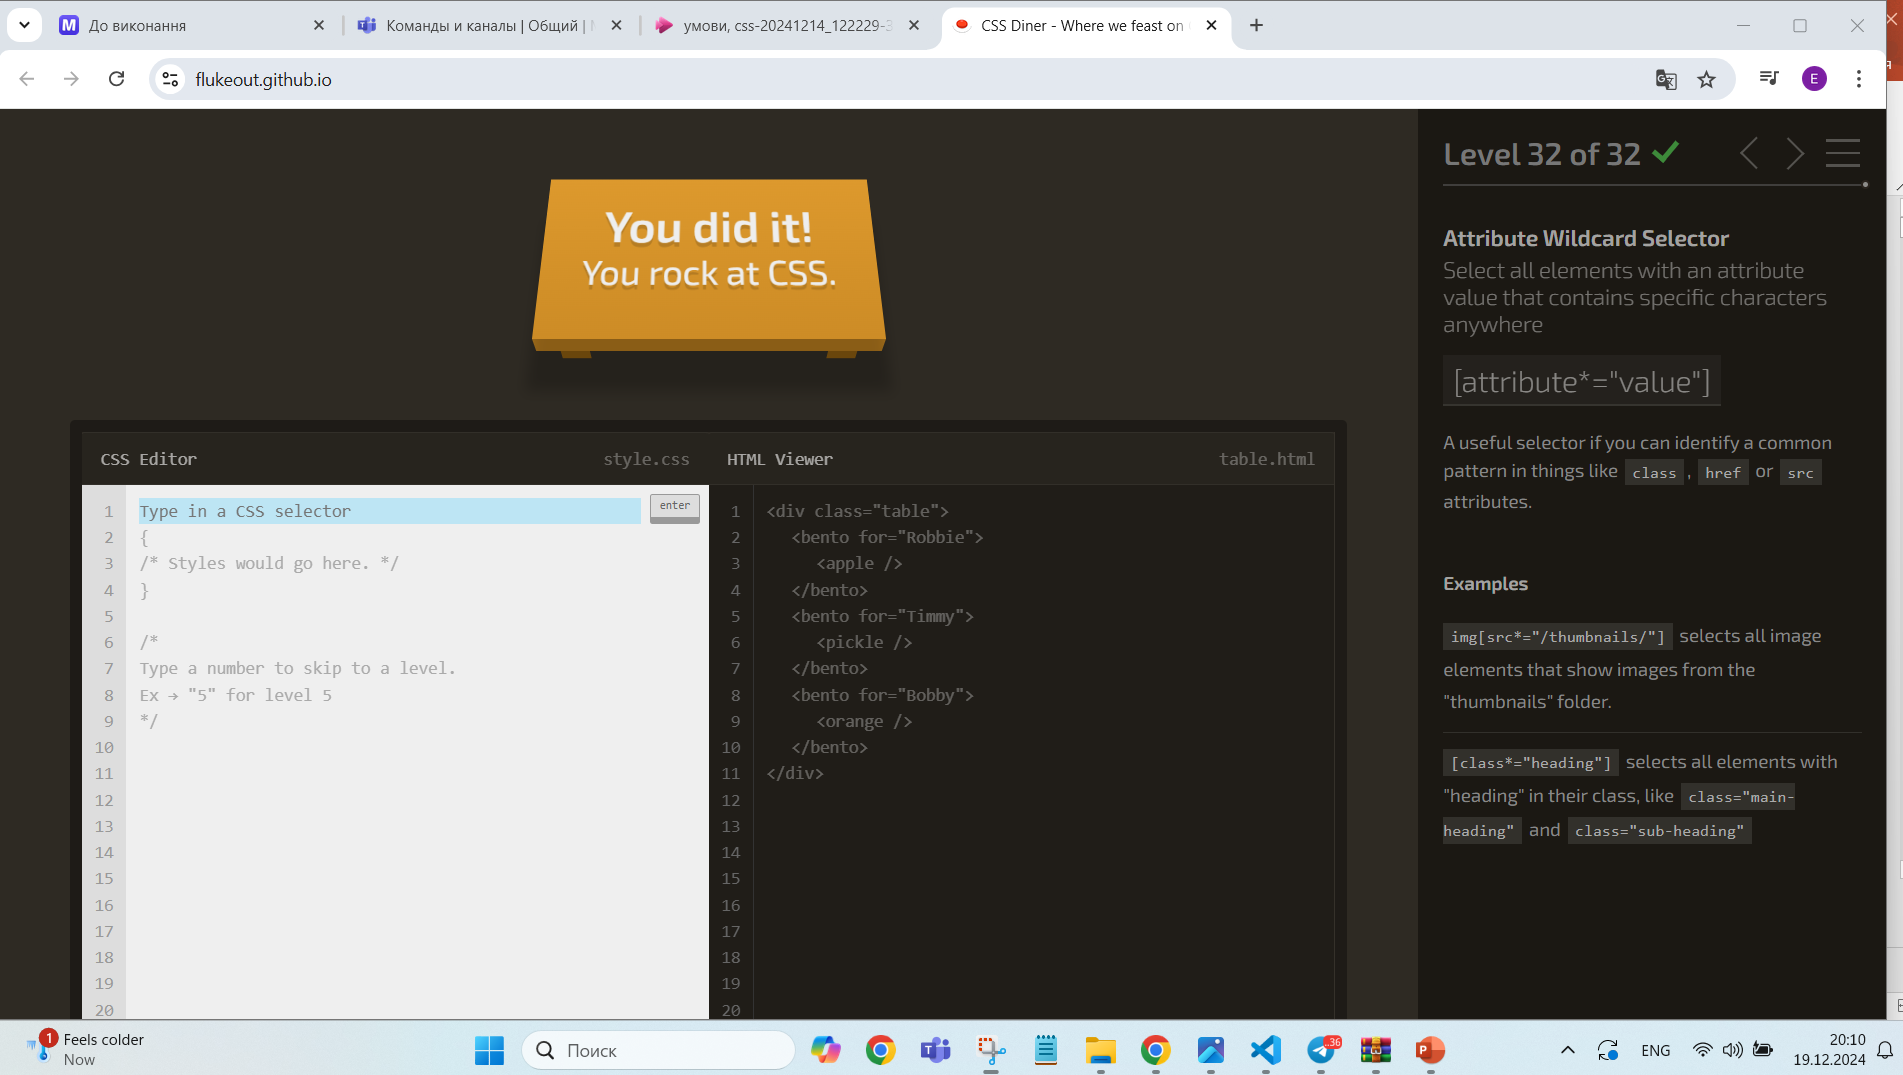 До виконання
Команды и каналы | Общий |
умови, css-20241214_122229-
CSS Diner - Where we feast on
flukeout.github.io
E
You did it!
You rock at CSS.
Level 32 of 32
Attribute Wildcard Selector
Select all elements with an attribute
value that contains specific characters
anywhere
[attribute*="value"]
A useful selector if you can identify a common
pattern in things like class , href or src
attributes.
Examples
img[src*="/thumbnails/"] selects all image
elements that show images from the
"thumbnails" folder.
[class*="heading"] selects all elements with
"heading" in their class, like class="main-
heading" and class="sub-heading"
CSS Editor style.css
1 Type in a CSS selector enter
2 {
3 /* Styles would go here. */
4 }
5
6 /*
7 Type a number to skip to a level.
8 Ex → "5" for level 5
9 */
10
11
12
13
14
15
16
17
18
19
20
HTML Viewer table.html
1 <div class="table">
2 <bento for="Robbie">
3 <apple />
4 </bento>
5 <bento for="Timmy">
6 <pickle />
7 </bento>
8 <bento for="Bobby">
9 <orange />
10 </bento>
11 </div>
12
13
14
15
16
17
18
19
20
1
Feels colder
Now
Поиск
..36
ENG
20:10
19.12.2024